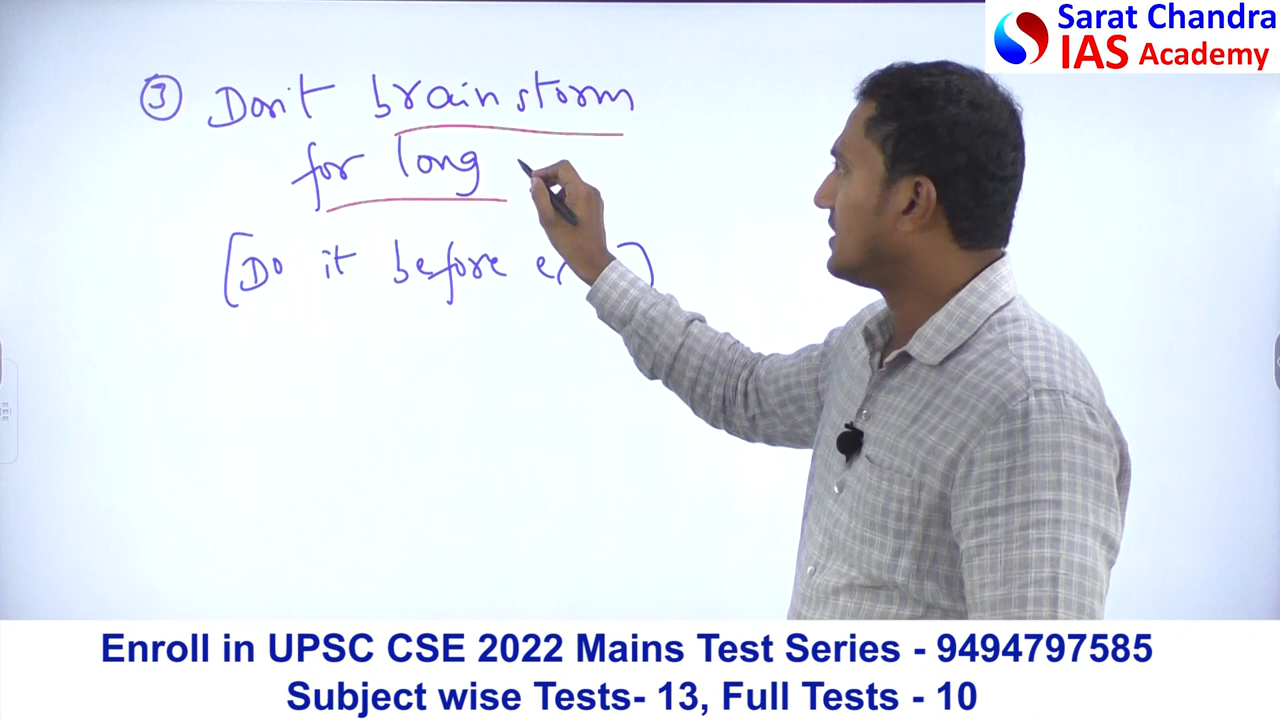 Sarat Chandra
IAS Academy
③ Don't brainstorm
for long
[Do it before
Enroll in UPSC CSE 2022 Mains Test Series - 9494797585
Subject wise Tests- 13, Full Tests - 10